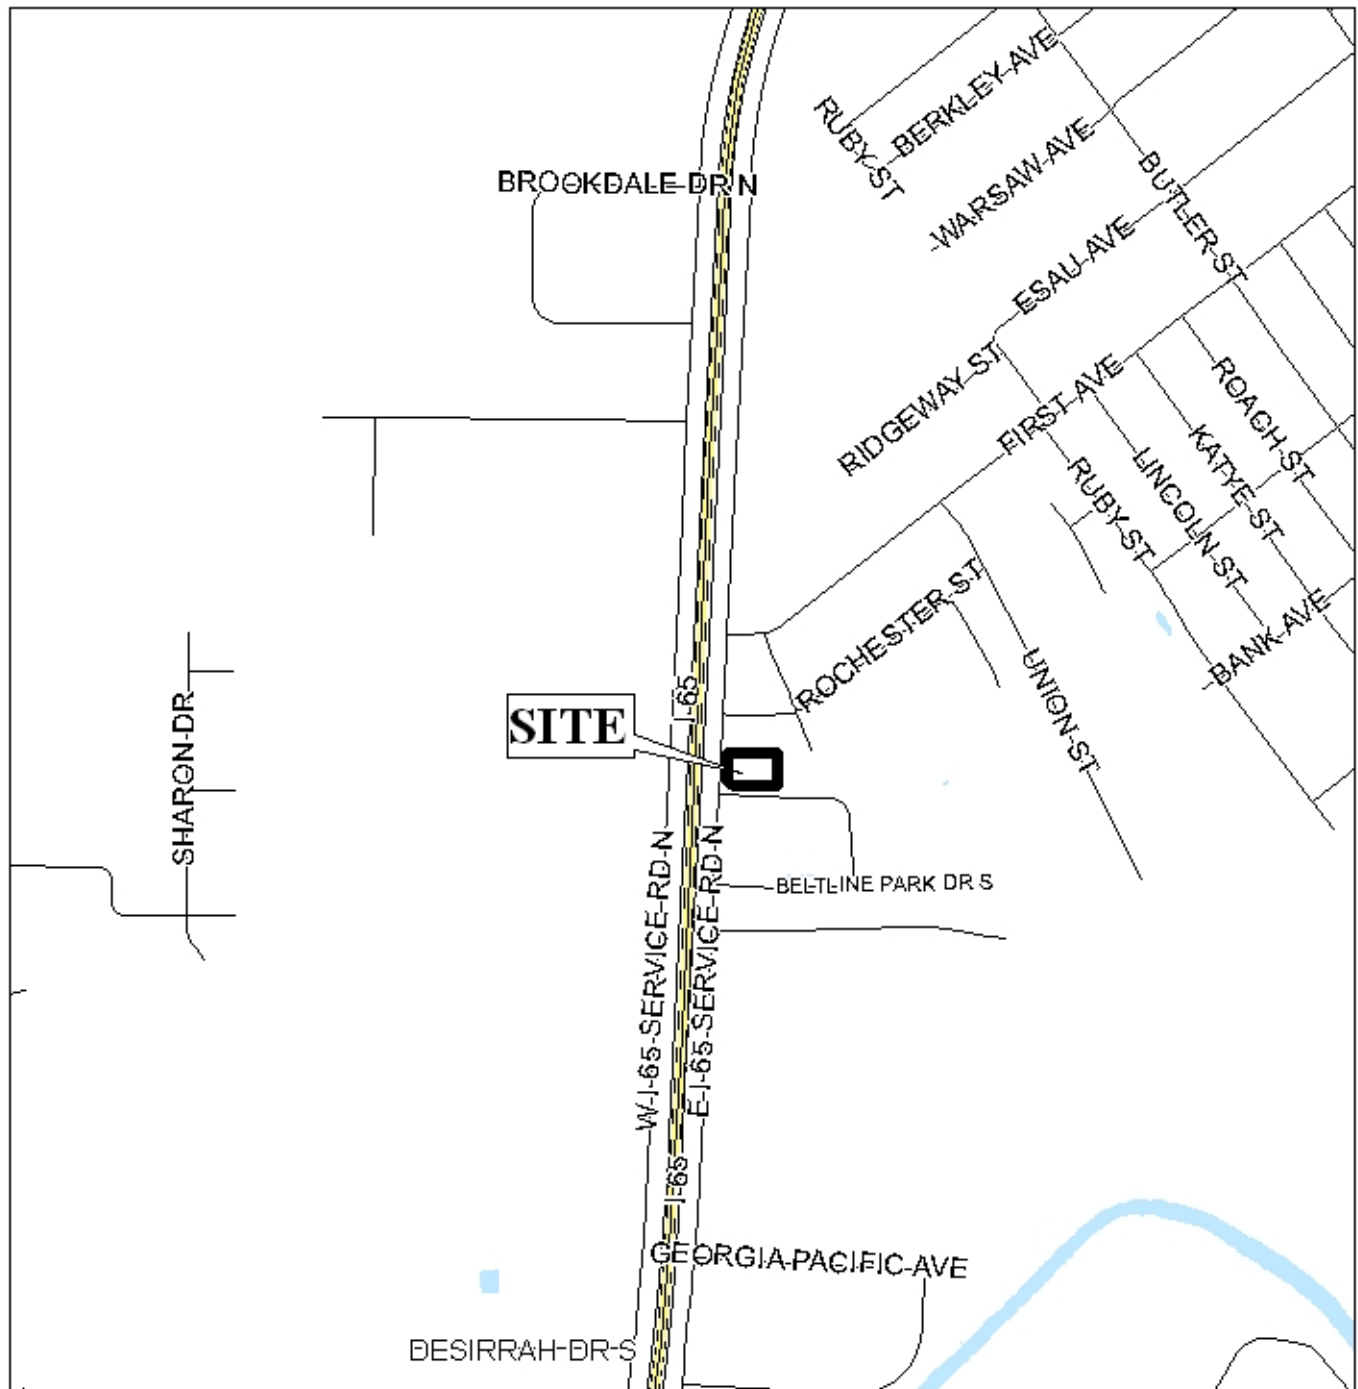 BERKLEY AVE
RUBY ST
WARSAW AVE
BROOKDALE DR N
BUTLER ST
ESAU AVE
RIDGEWAY ST
FIRST AVE
ROACH ST
KATYE ST
LINCOLN ST
RUBY ST
ROCHESTER ST
BANK AVE
UNION ST
I-65
SITE
SHARON DR
W-I-65-SERVICE-RD-N
E-I-65-SERVICE-RD-N
BELTLINE PARK DR S
I-65
GEORGIA-PACIFIC-AVE
DESIRRAH-DR-S